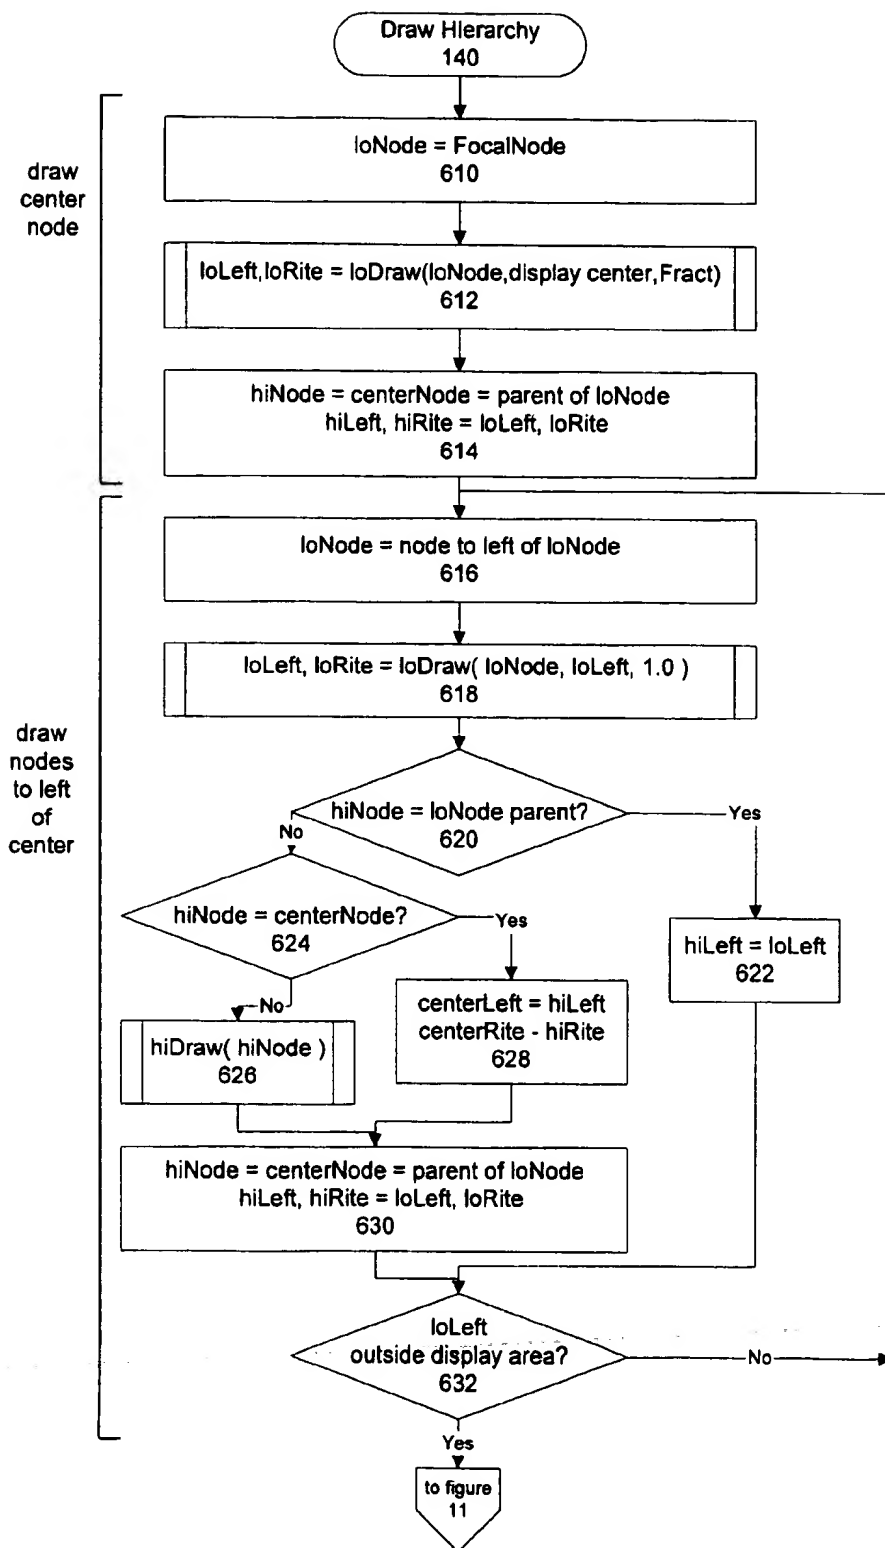 Draw Hierarchy
140
draw
center
node
loNode = FocalNode
610
loLeft,loRite = loDraw(loNode,display center,Fract)
612
hiNode = centerNode = parent of loNode
hiLeft, hiRite = loLeft, loRite
614
draw
nodes
to left
of
center
loNode = node to left of loNode
616
loLeft, loRite = loDraw( loNode, loLeft, 1.0 )
618
hiNode = loNode parent?
620
No
Yes
hiNode = centerNode?
624
Yes
No
hiLeft = loLeft
622
hiDraw( hiNode )
626
centerLeft = hiLeft
centerRite - hiRite
628
hiNode = centerNode = parent of loNode
hiLeft, hiRite = loLeft, loRite
630
loLeft
outside display area?
632
No
Yes
to figure
11